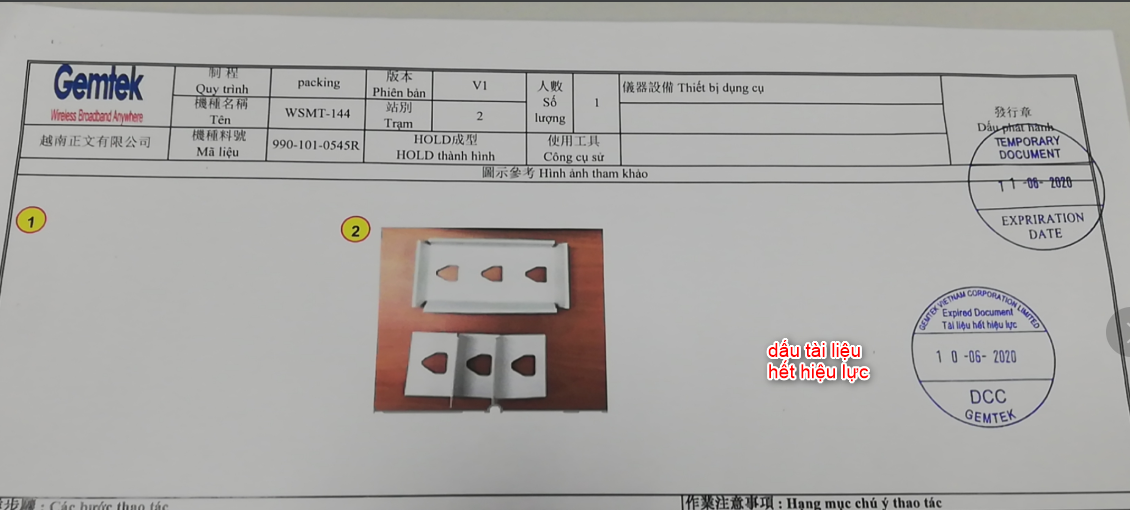 Gemtek
Wireless Broadband Anywhere
制程
Quy trình
packing
版本
Phiên bản
V1
人數
Số
lượng
1
儀器設備 Thiết bị dụng cụ
機種名稱
Tên
WSMT-144
站別
Trạm
2
發行章
Dấu phát hành
越南正文有限公司
機種料號
Mã liệu
990-101-0545R
HOLD成型
HOLD thành hình
使用工具
Công cụ sử
圖示參考 Hình ảnh tham khảo
TEMPORARY
DOCUMENT
11-06-2020
EXPRIRATION
DATE
1
2
GEMTEK VIETNAM CORPORATION LIMITED
Expired Document
Tài liệu hết hiệu lực
10-06-2020
DCC
GEMTEK
dấu tài liệu
hết hiệu lực
步驟 : Các bước thao tác
作業注意事項 : Hạng mục chú ý thao tác